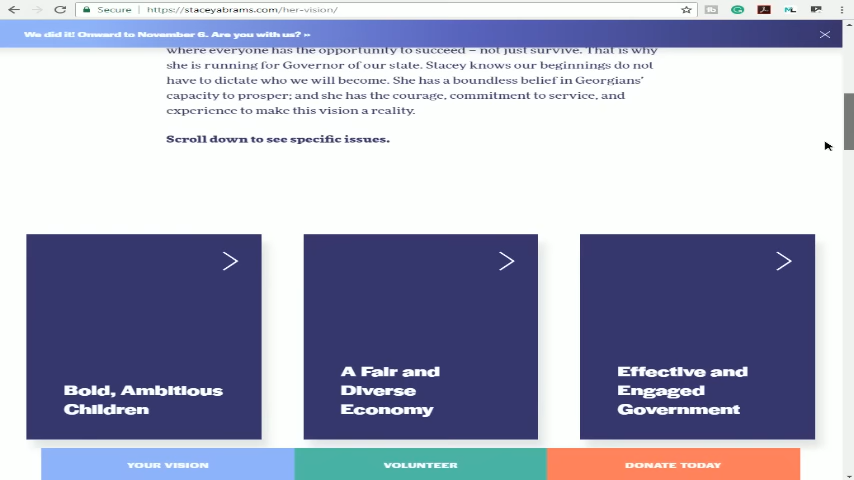 Secure
https://staceyabrams.com/her-vision/
We did it! Onward to November 6. Are you with us? »
where everyone has the opportunity to succeed – not just survive. That is why
she is running for Governor of our state. Stacey knows our beginnings do not
have to dictate who we will become. She has a boundless belief in Georgians'
capacity to prosper; and she has the courage, commitment to service, and
experience to make this vision a reality.
Scroll down to see specific issues.
Bold, Ambitious
Children
A Fair and
Diverse
Economy
Effective and
Engaged
Government
YOUR VISION
VOLUNTEER
DONATE TODAY